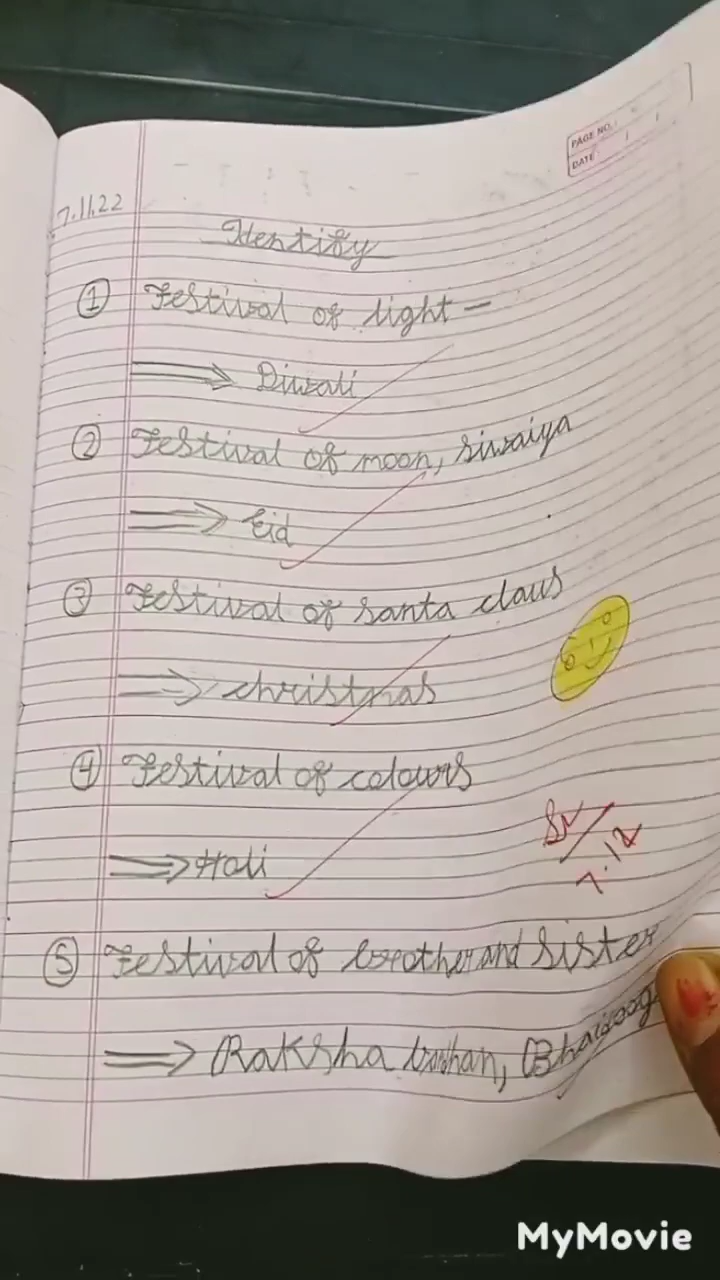 PAGE NO.:
DATE
7.11.22
Identify
① Festival of light -
⟹ Diwali
② Festival of moon, siwaiya
⟹ Eid
③ Festival of santa claus
⟹ christmas
④ Festival of colours
⟹ Holi
7.12
⑤ Festival of brother and sister
⟹ Raksha bandhan,
MyMovie